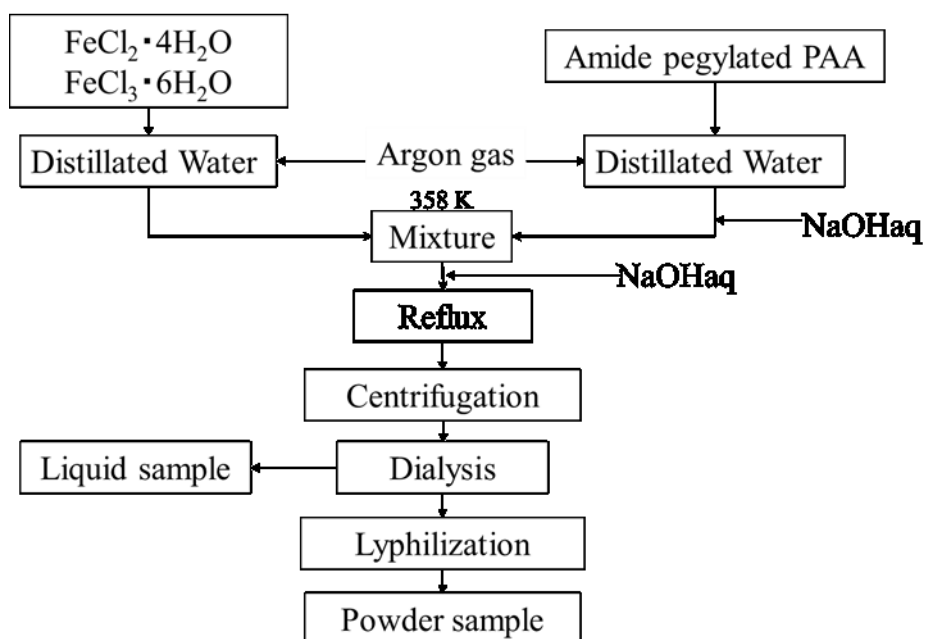 FeCl₂・4H₂O
FeCl₃・6H₂O
Amide pegylated PAA
Distillated Water
Argon gas
Distillated Water
358 K
Mixture
NaOHaq
NaOHaq
Reflux
Centrifugation
Liquid sample
Dialysis
Lyphilization
Powder sample